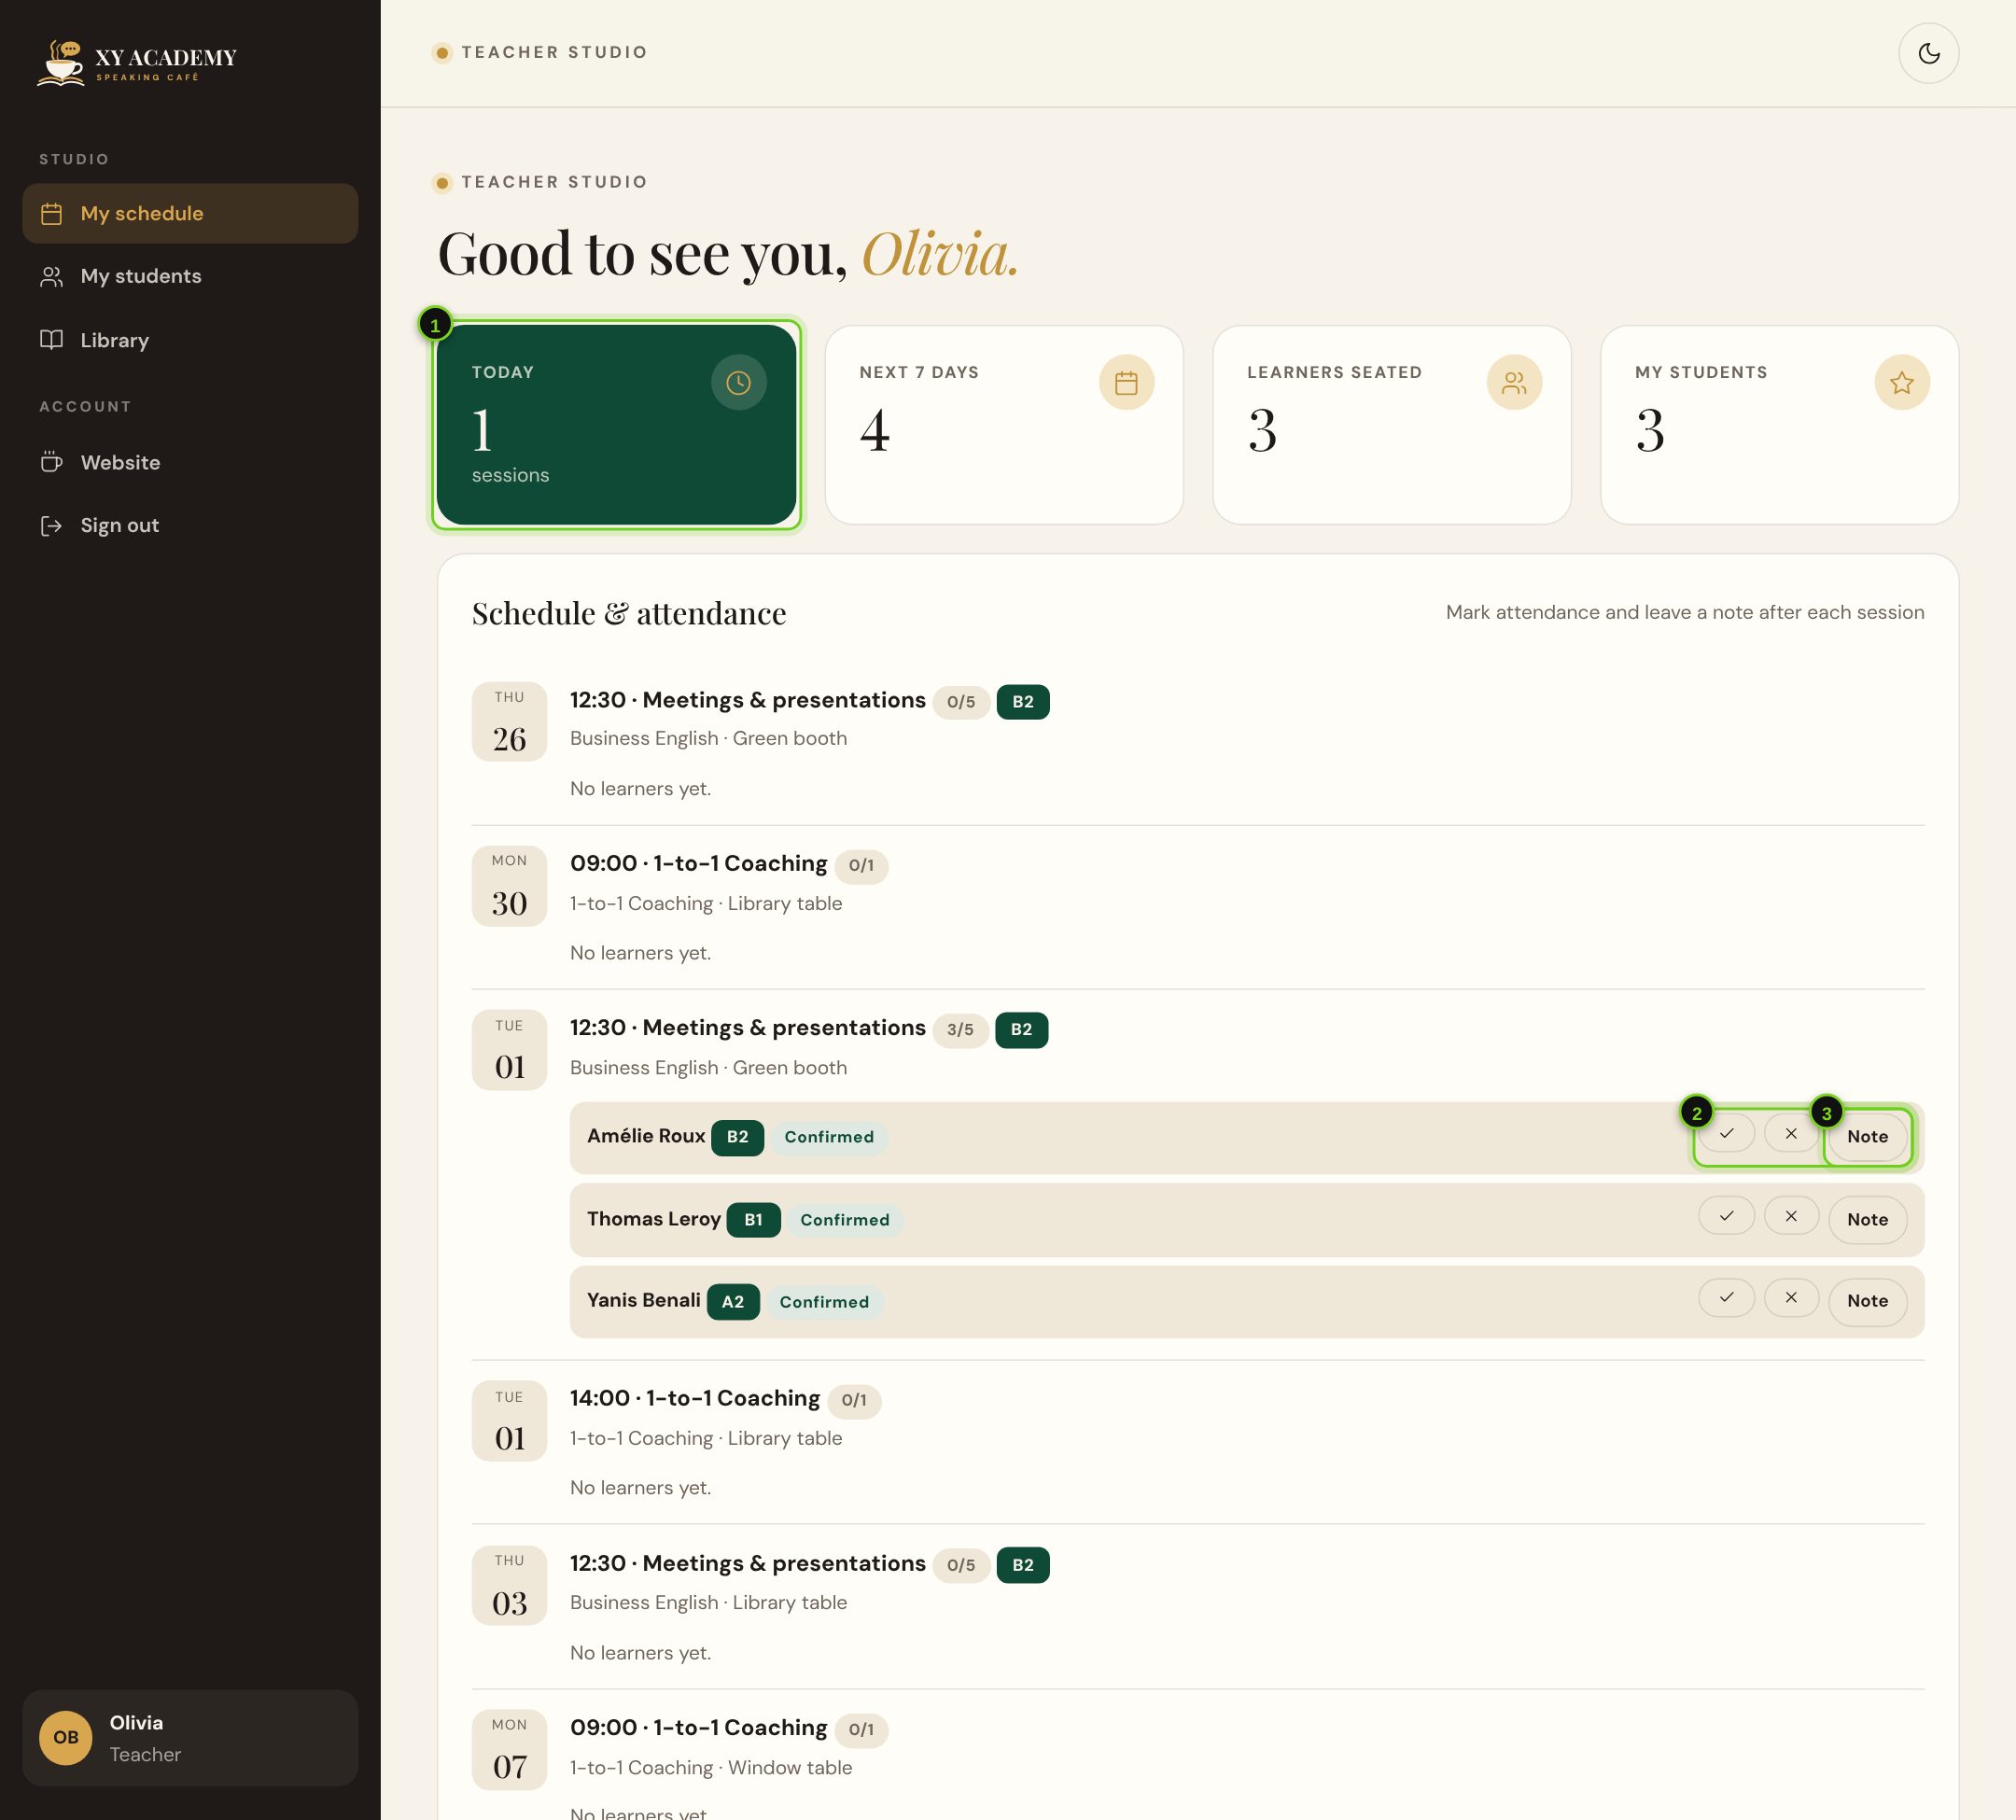 XY ACADEMY
SPEAKING CAFÉ
STUDIO
My schedule
My students
Library
ACCOUNT
Website
Sign out
OB
Olivia
Teacher
TEACHER STUDIO
TEACHER STUDIO
Good to see you, Olivia.
1
TODAY
1
sessions
NEXT 7 DAYS
4
LEARNERS SEATED
3
MY STUDENTS
3
Schedule & attendance
Mark attendance and leave a note after each session
THU
26
12:30 · Meetings & presentations 0/5 B2
Business English · Green booth
No learners yet.
MON
30
09:00 · 1-to-1 Coaching 0/1
1-to-1 Coaching · Library table
No learners yet.
TUE
01
12:30 · Meetings & presentations 3/5 B2
Business English · Green booth
2 3
Amélie Roux B2 Confirmed Note
Thomas Leroy B1 Confirmed Note
Yanis Benali A2 Confirmed Note
TUE
01
14:00 · 1-to-1 Coaching 0/1
1-to-1 Coaching · Library table
No learners yet.
THU
03
12:30 · Meetings & presentations 0/5 B2
Business English · Library table
No learners yet.
MON
07
09:00 · 1-to-1 Coaching 0/1
1-to-1 Coaching · Window table
No learners yet.